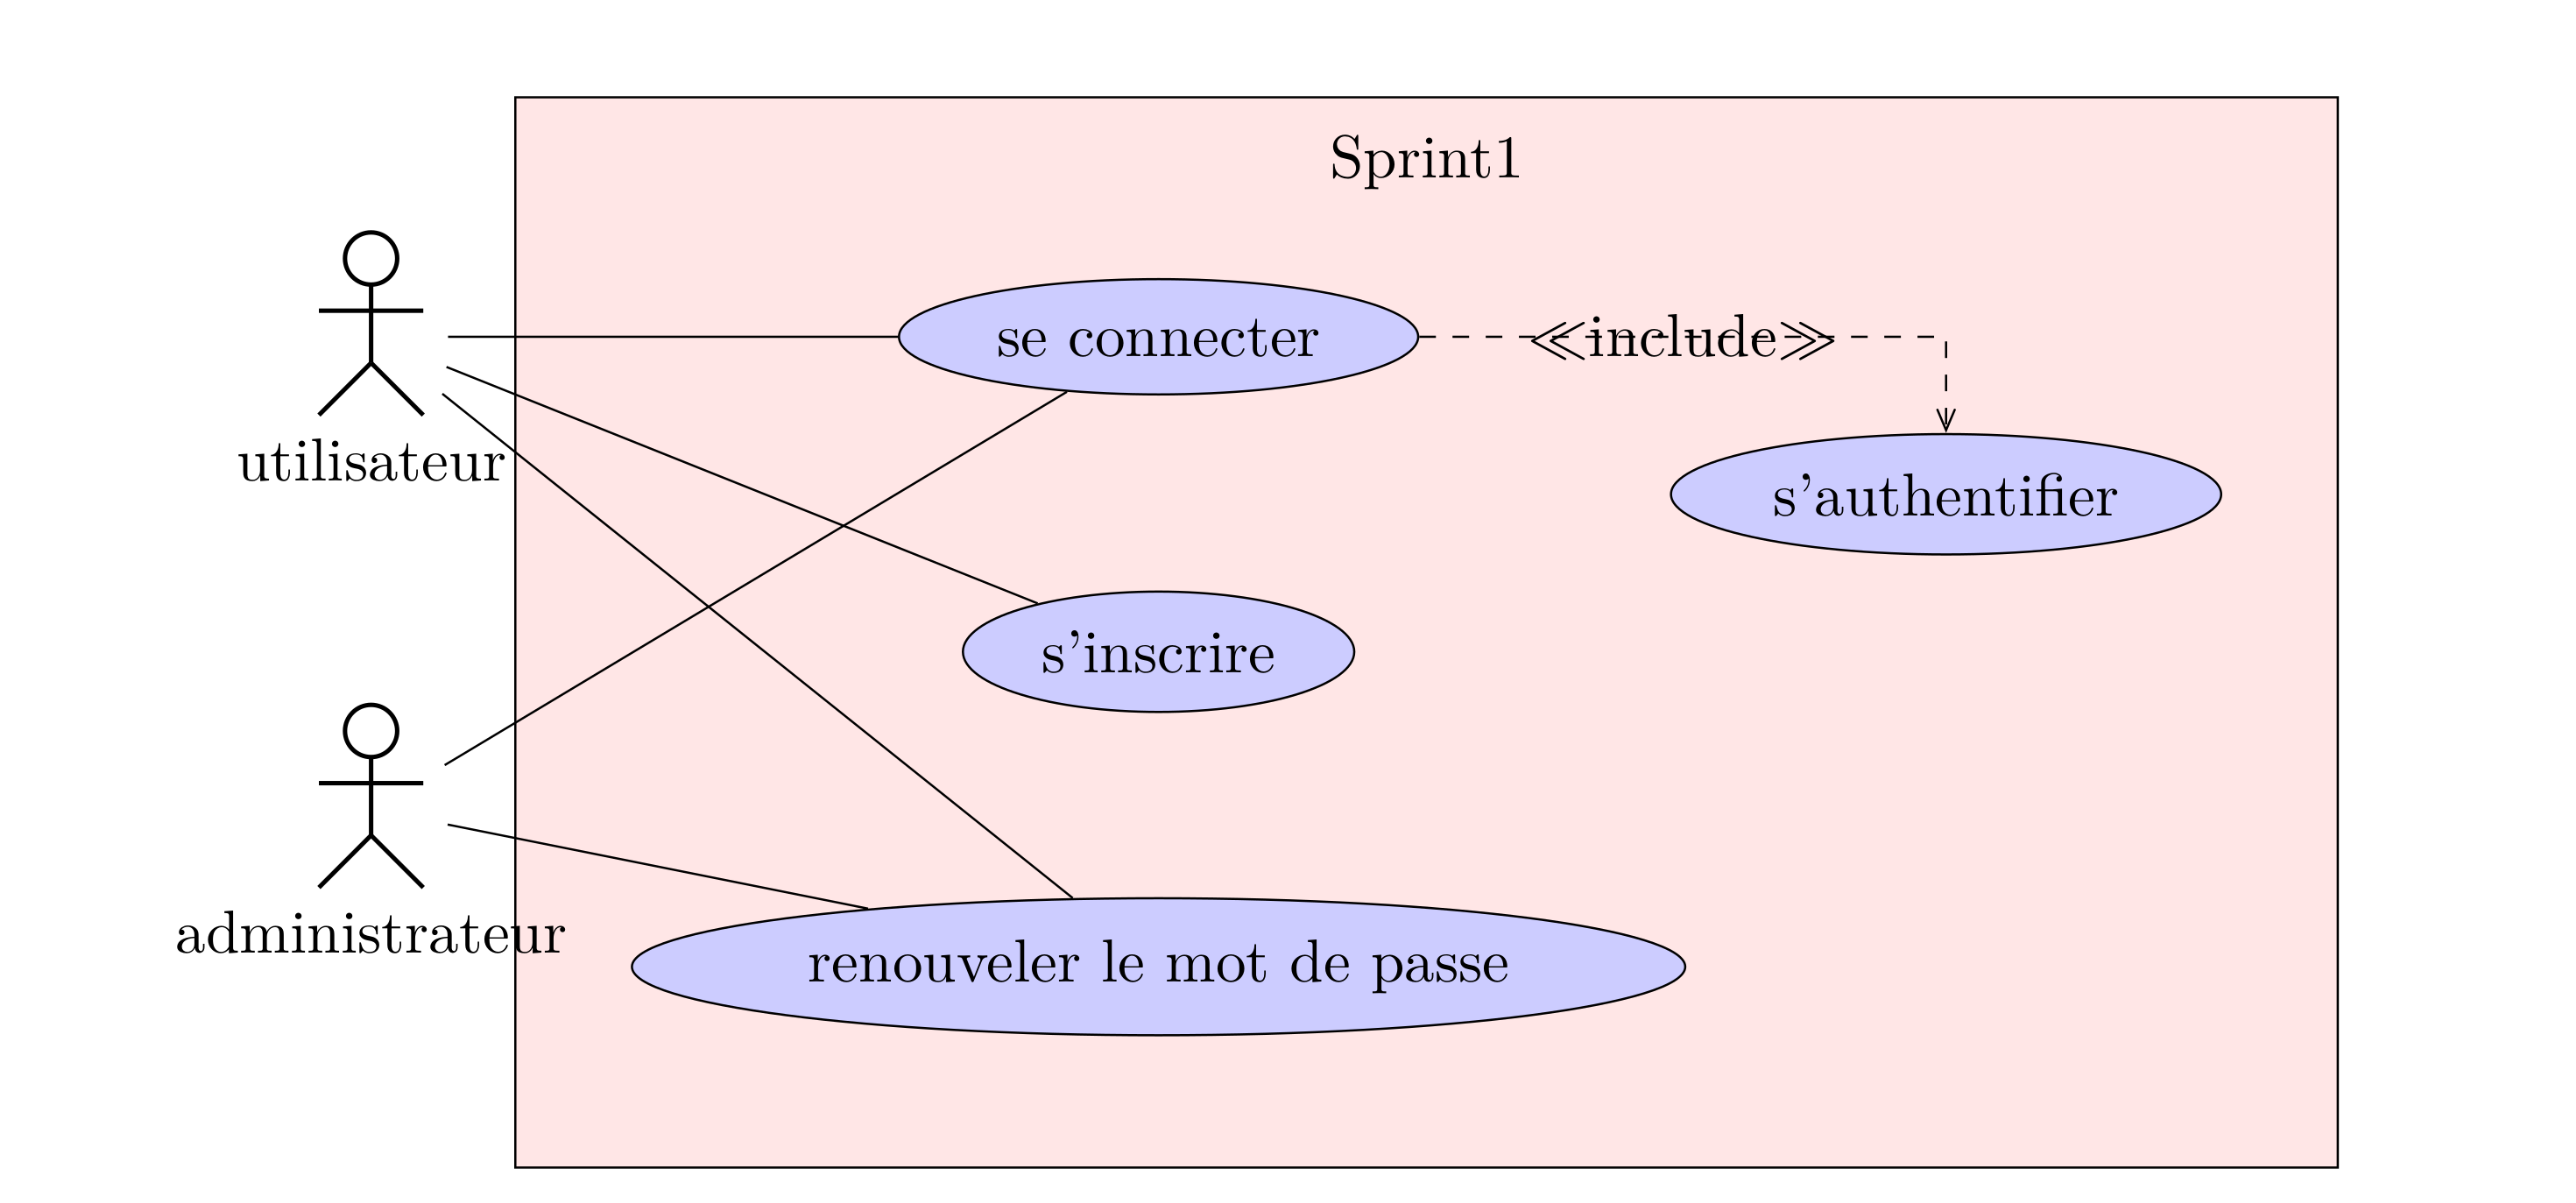 Sprint1
utilisateur
se connecter
≪include≫
s'authentifier
s'inscrire
administrateur
renouveler le mot de passe